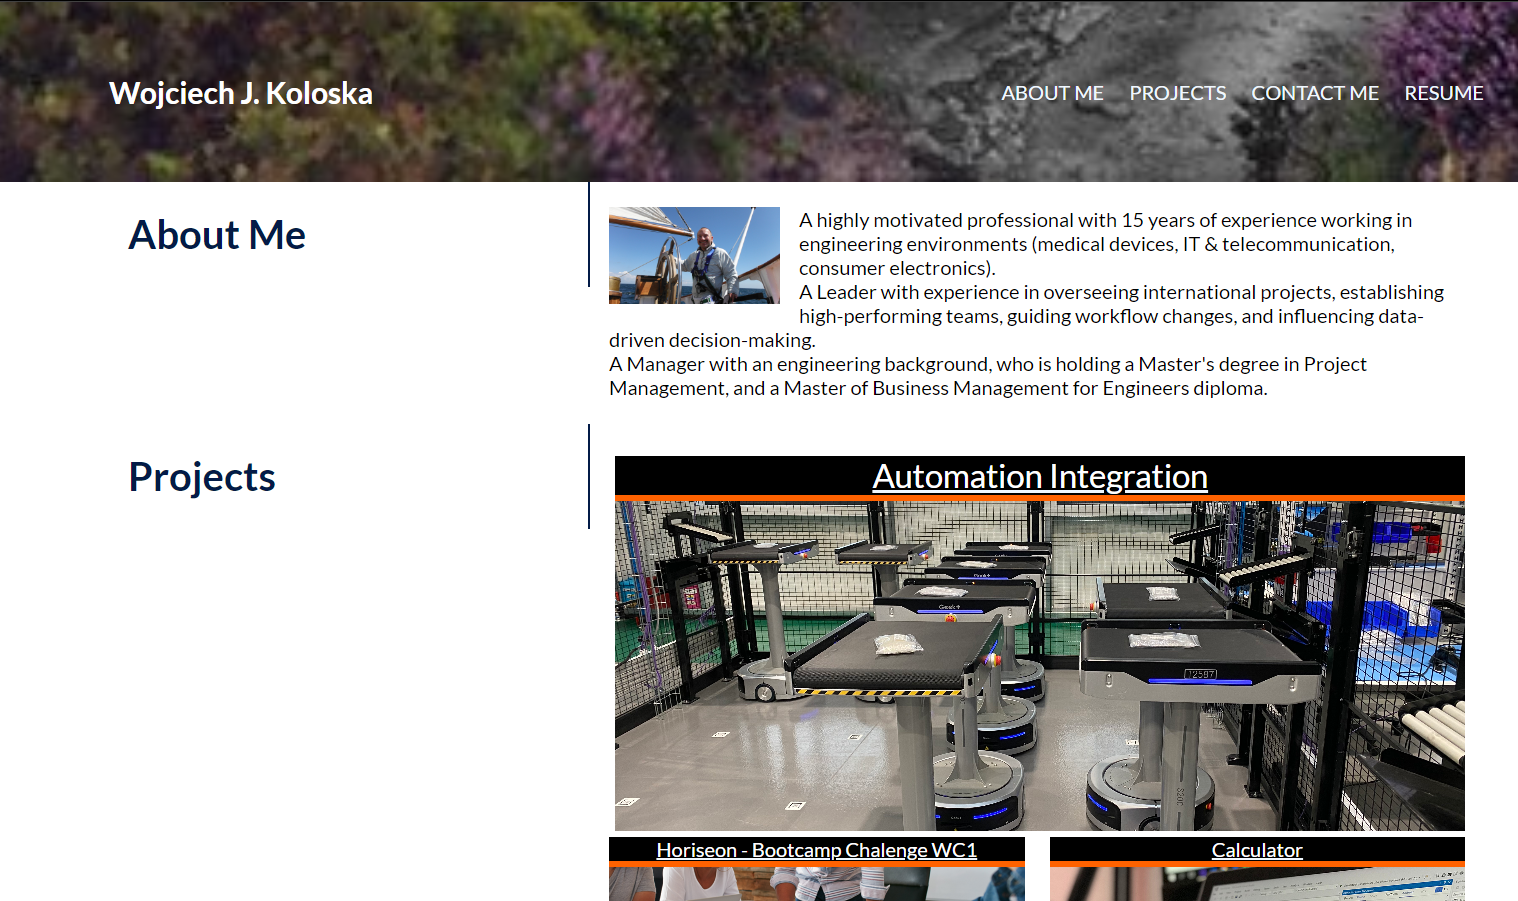 Wojciech J. Koloska
ABOUT ME PROJECTS CONTACT ME RESUME
About Me
A highly motivated professional with 15 years of experience working in
engineering environments (medical devices, IT & telecommunication,
consumer electronics).
A Leader with experience in overseeing international projects, establishing
high-performing teams, guiding workflow changes, and influencing data-
driven decision-making.
A Manager with an engineering background, who is holding a Master's degree in Project
Management, and a Master of Business Management for Engineers diploma.
Projects
Automation Integration
Geek+
Horiseon - Bootcamp Chalenge WC1
Calculator